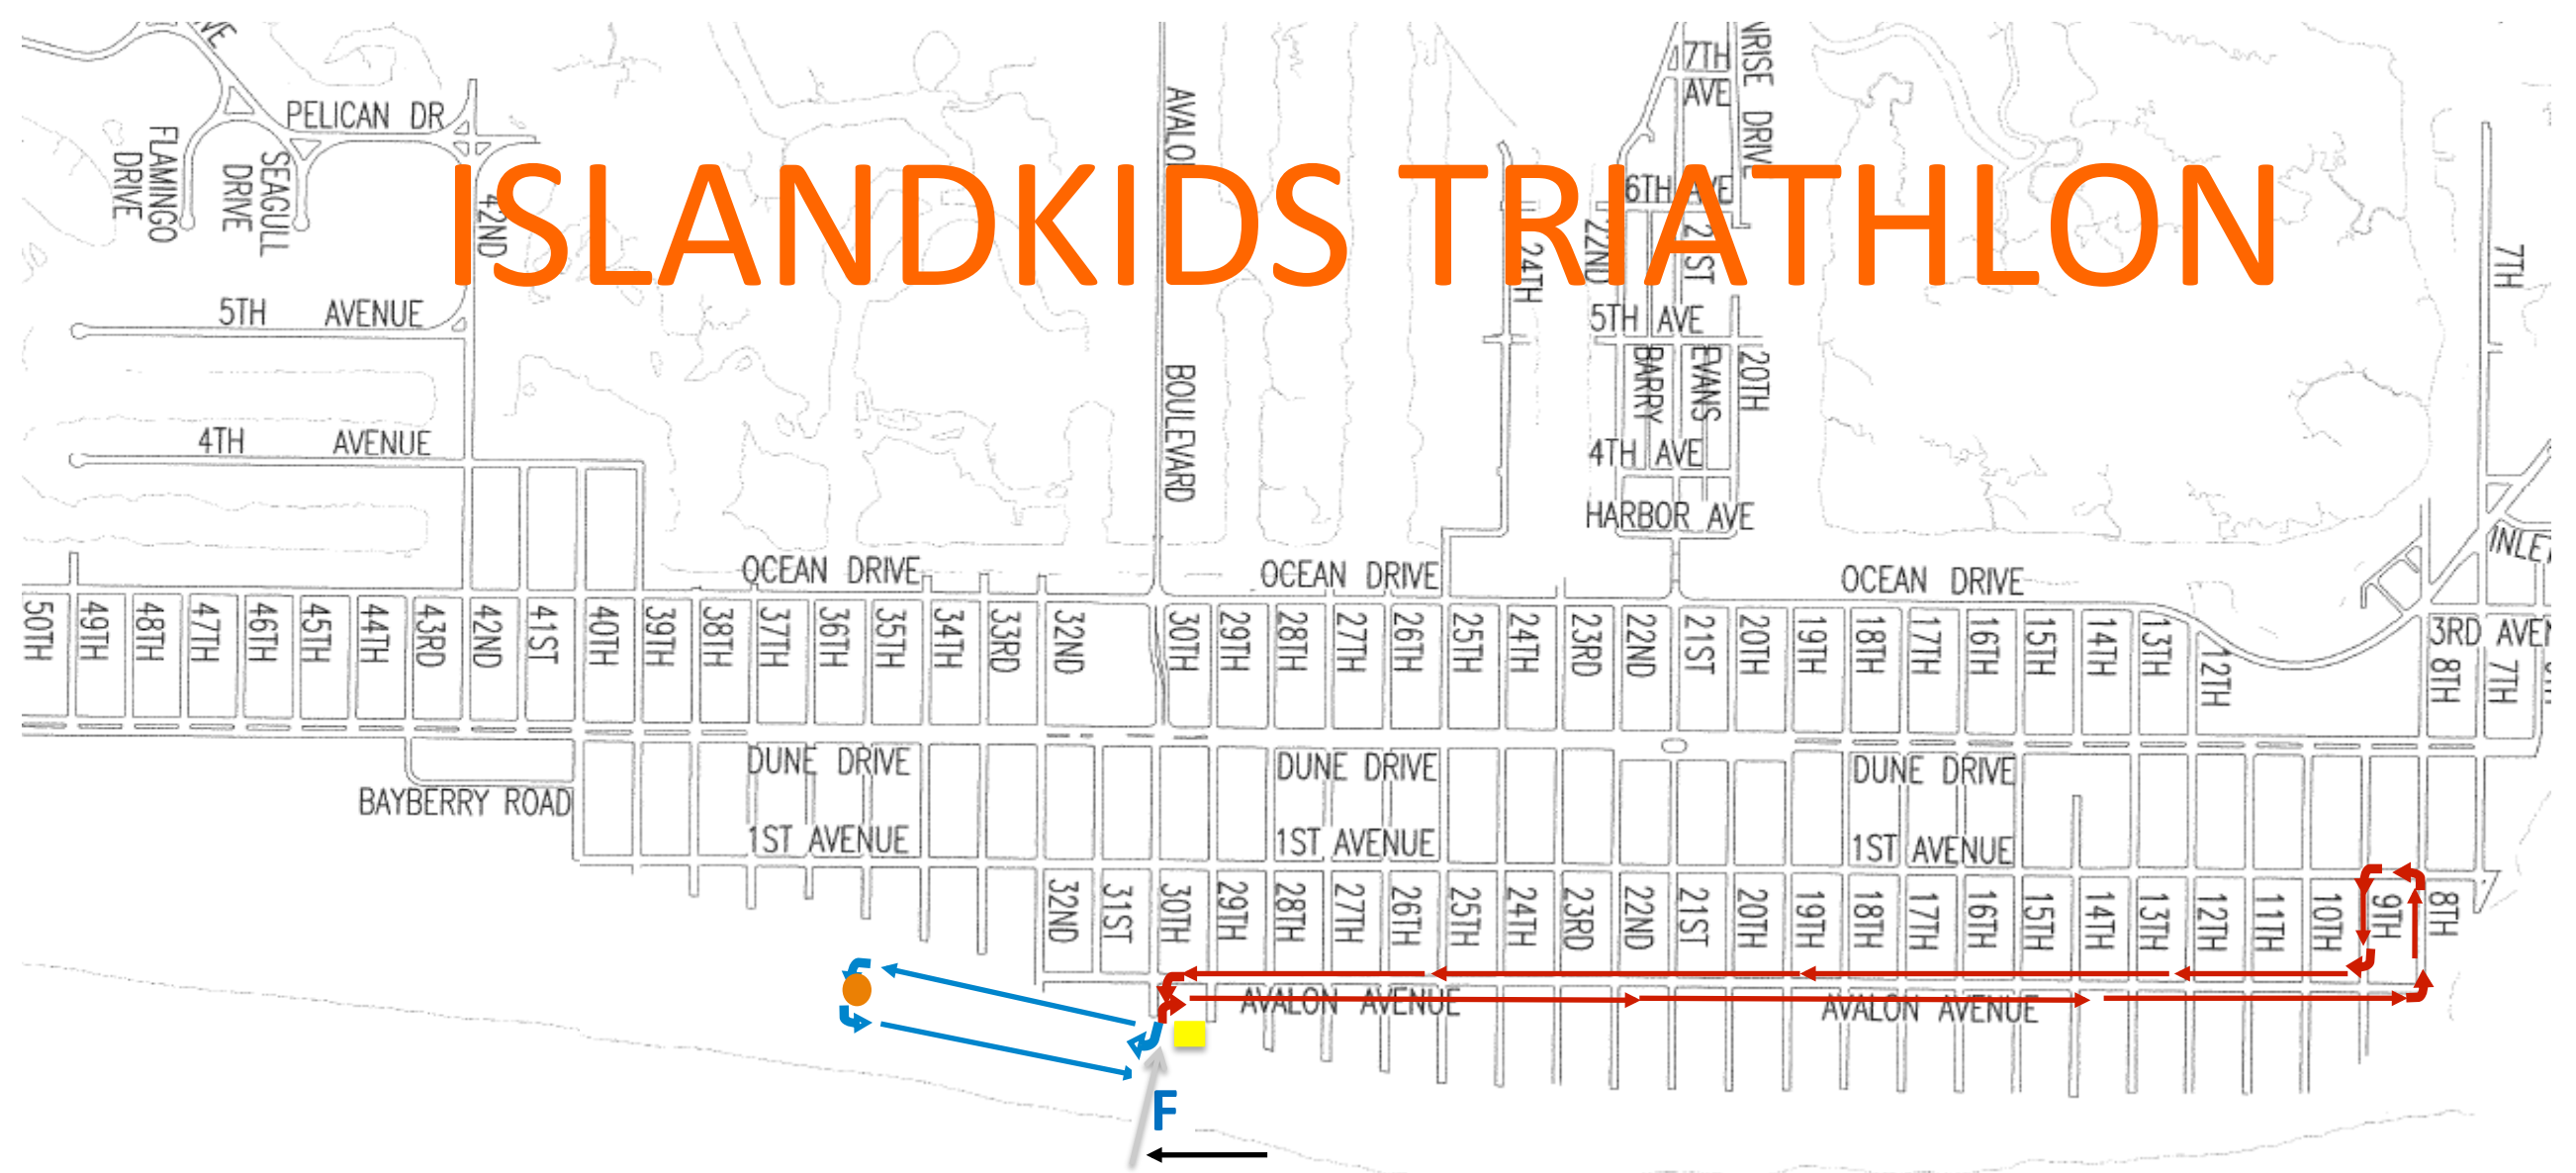 ISLANDKIDS TRIATHLON
PELICAN DR
FLAMINGO
DRIVE
SEAGULL
DRIVE
42ND
5TH AVENUE
4TH AVENUE
BOULEVARD
7TH
AVE
6TH AVE
24TH
22ND
21ST
5TH AVE
BARRY
EVANS
20TH
4TH AVE
HARBOR AVE
7TH
OCEAN DRIVE
OCEAN DRIVE
OCEAN DRIVE
50TH
49TH
48TH
47TH
46TH
45TH
44TH
43RD
42ND
41ST
40TH
39TH
38TH
37TH
36TH
35TH
34TH
33RD
32ND
30TH
29TH
28TH
27TH
26TH
25TH
24TH
23RD
22ND
21ST
20TH
19TH
18TH
17TH
16TH
15TH
14TH
13TH
12TH
3RD AVEN
8TH
7TH
BAYBERRY ROAD
DUNE DRIVE
DUNE DRIVE
DUNE DRIVE
1ST AVENUE
1ST AVENUE
1ST AVENUE
32ND
31ST
30TH
29TH
28TH
27TH
26TH
25TH
24TH
23RD
22ND
21ST
20TH
19TH
18TH
17TH
16TH
15TH
14TH
13TH
12TH
11TH
10TH
9TH
8TH
AVALON AVENUE
AVALON AVENUE
F